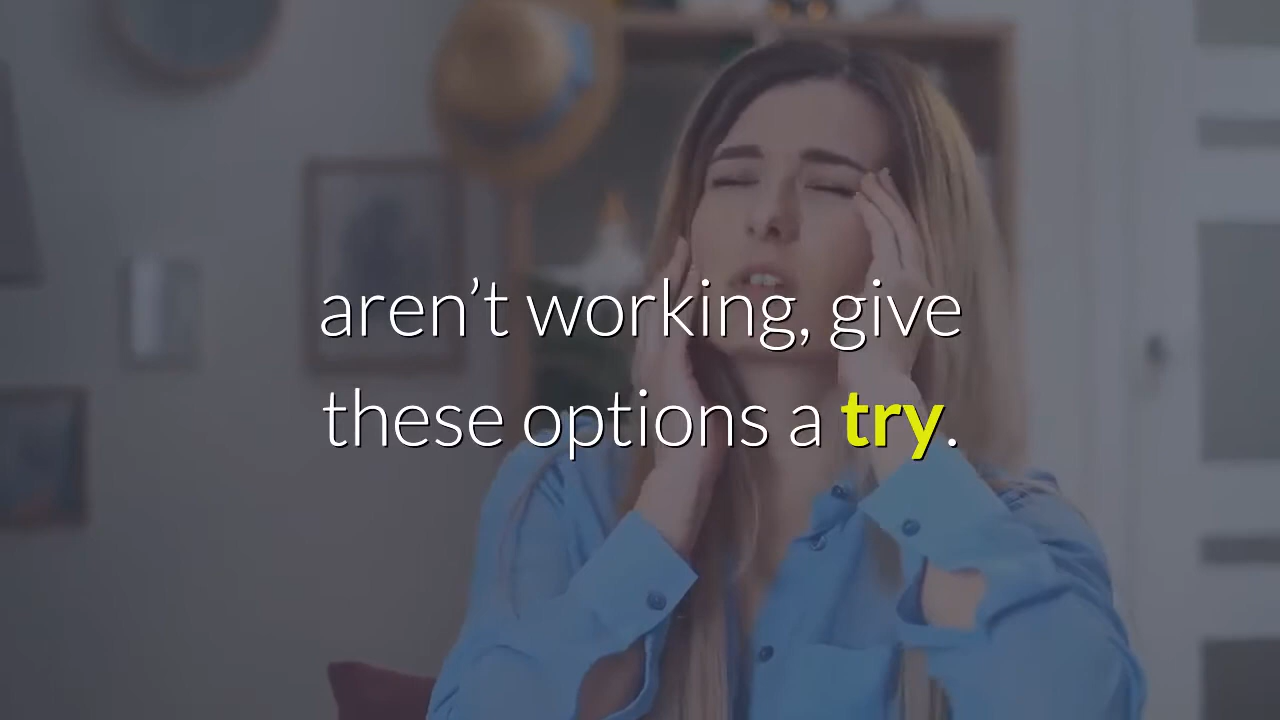 aren’t working, give
these options a try.